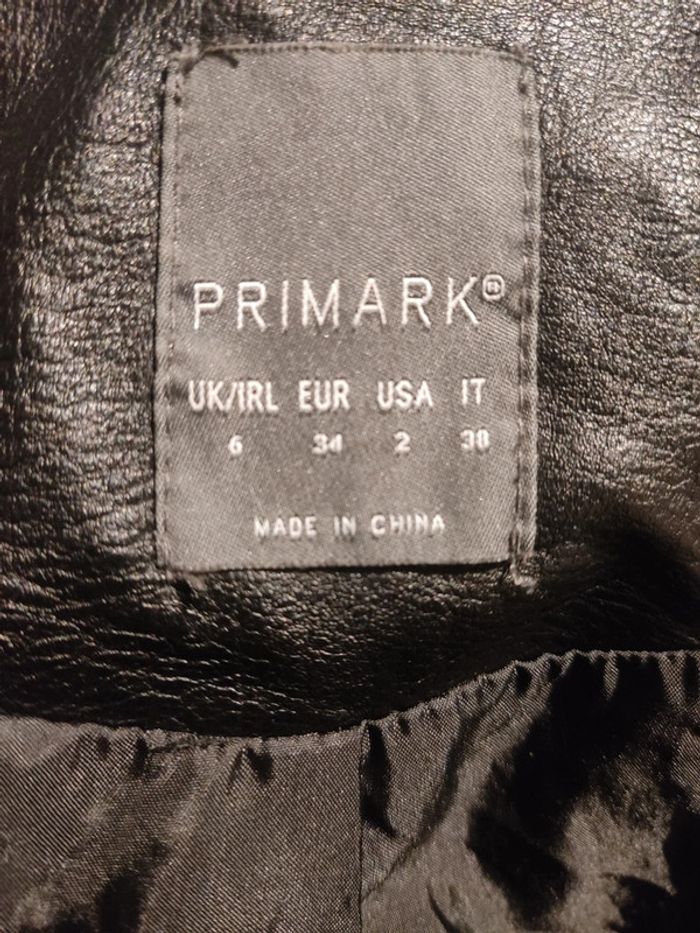 PRIMARK®
UK/IRL EUR USA IT
6 34 2 38
MADE IN CHINA